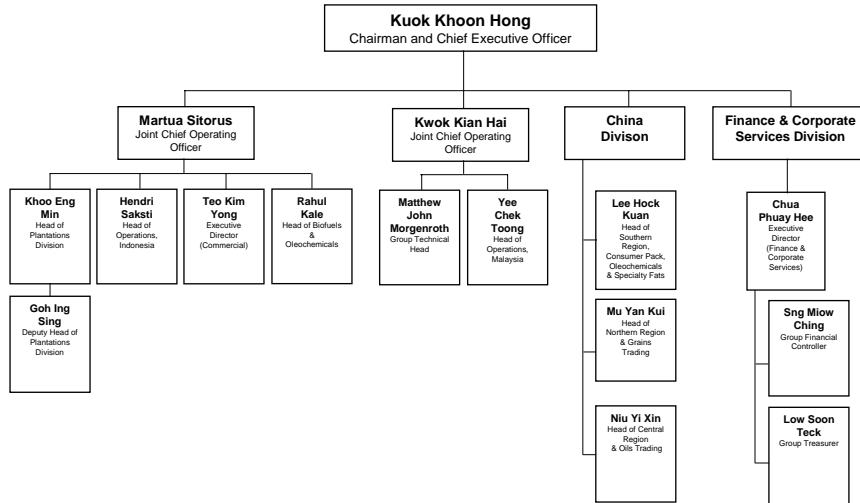 Kuok Khoon Hong
Chairman and Chief Executive Officer
Martua Sitorus
Joint Chief Operating
Officer
Kwok Kian Hai
Joint Chief Operating
Officer
China
Divison
Finance & Corporate
Services Division
Khoo Eng
Min
Head of
Plantations
Division
Hendri
Saksti
Head of
Operations,
Indonesia
Teo Kim
Yong
Executive
Director
(Commercial)
Rahul
Kale
Head of Biofuels
&
Oleochemicals
Matthew
John
Morgenroth
Group Technical
Head
Yee
Chek
Toong
Head of
Operations,
Malaysia
Lee Hock
Kuan
Head of
Southern
Region,
Consumer Pack,
Oleochemicals
& Specialty Fats
Chua
Phuay Hee
Executive
Director
(Finance &
Corporate
Services)
Goh Ing
Sing
Deputy Head of
Plantations
Division
Mu Yan Kui
Head of
Northern Region
& Grains
Trading
Sng Miow
Ching
Group Financial
Controller
Niu Yi Xin
Head of Central
Region
& Oils Trading
Low Soon
Teck
Group Treasurer